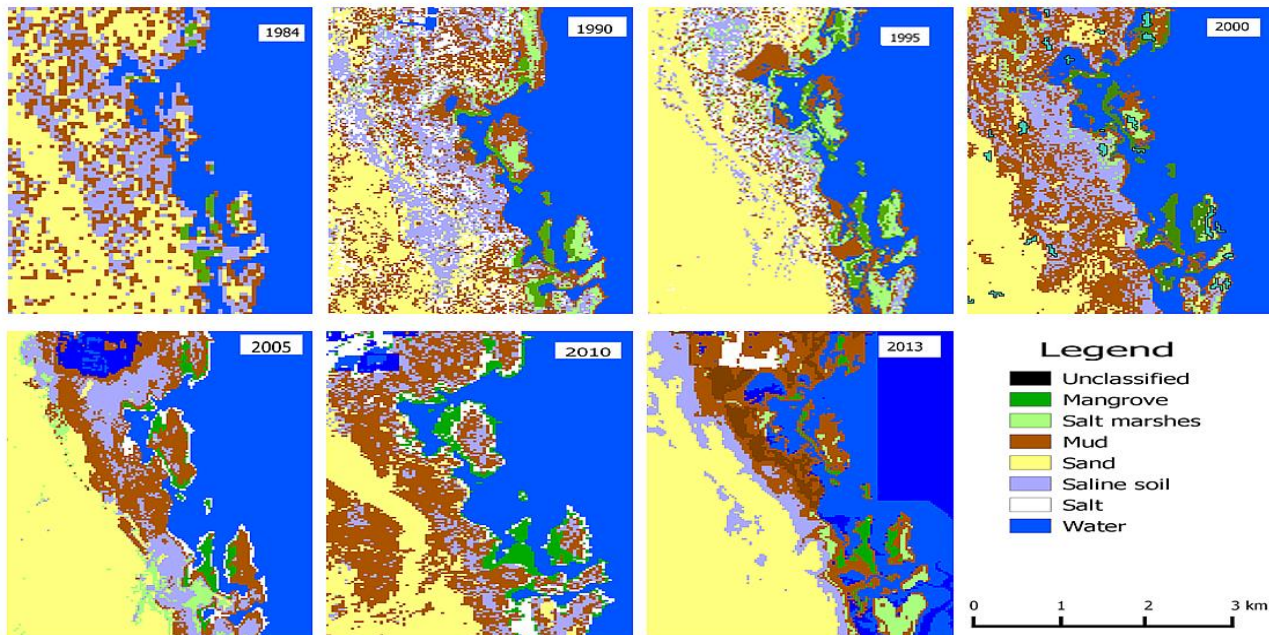 1984
1990
1995
2000
2005
2010
2013
Legend
Unclassified
Mangrove
Salt marshes
Mud
Sand
Saline soil
Salt
Water
0 1 2 3 km